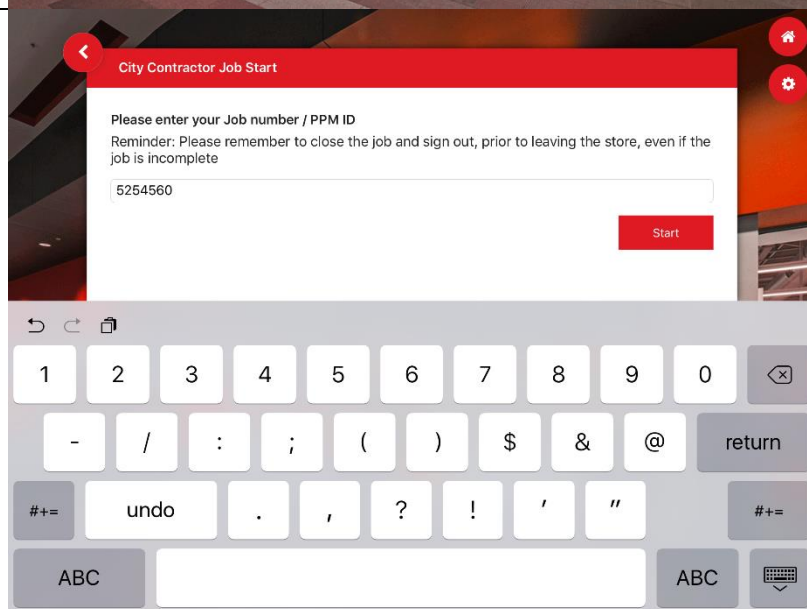 City Contractor Job Start
Please enter your Job number / PPM ID
Reminder: Please remember to close the job and sign out, prior to leaving the store, even if the
job is incomplete
5254560
Start
1 2 3 4 5 6 7 8 9 0
- / : ; ( ) $ & @ return
#+= undo . , ? ! ' " #+=
ABC ABC